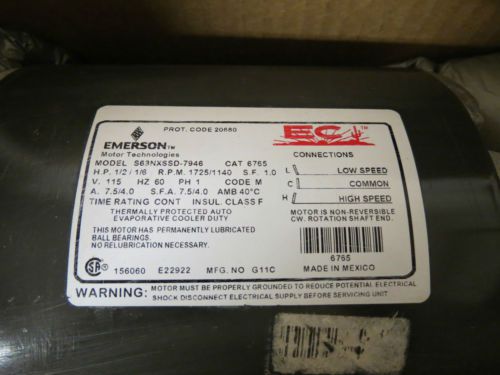 PROT. CODE 20680
EMERSON™
Motor Technologies
MODEL S63NXSSD-7946 CAT 6765
H.P. 1/2 / 1/6 R.P.M. 1725/1140 S.F. 1.0
V. 115 HZ 60 PH 1 CODE M
A. 7.5/4.0 S.F.A. 7.5/4.0 AMB 40°C
TIME RATING CONT INSUL. CLASS F
THERMALLY PROTECTED AUTO
EVAPORATIVE COOLER DUTY
THIS MOTOR HAS PERMANENTLY LUBRICATED
BALL BEARINGS.
NO RELUBRICATION NECESSARY.
156060 E22922 MFG. NO G11C
ECI™
CONNECTIONS
L LOW SPEED
C COMMON
H HIGH SPEED
MOTOR IS NON-REVERSIBLE
CW. ROTATION SHAFT END.
6765
MADE IN MEXICO
WARNING: MOTOR MUST BE PROPERLY GROUNDED TO REDUCE POTENTIAL ELECTRICAL
SHOCK DISCONNECT ELECTRICAL SUPPLY BEFORE SERVICING UNIT